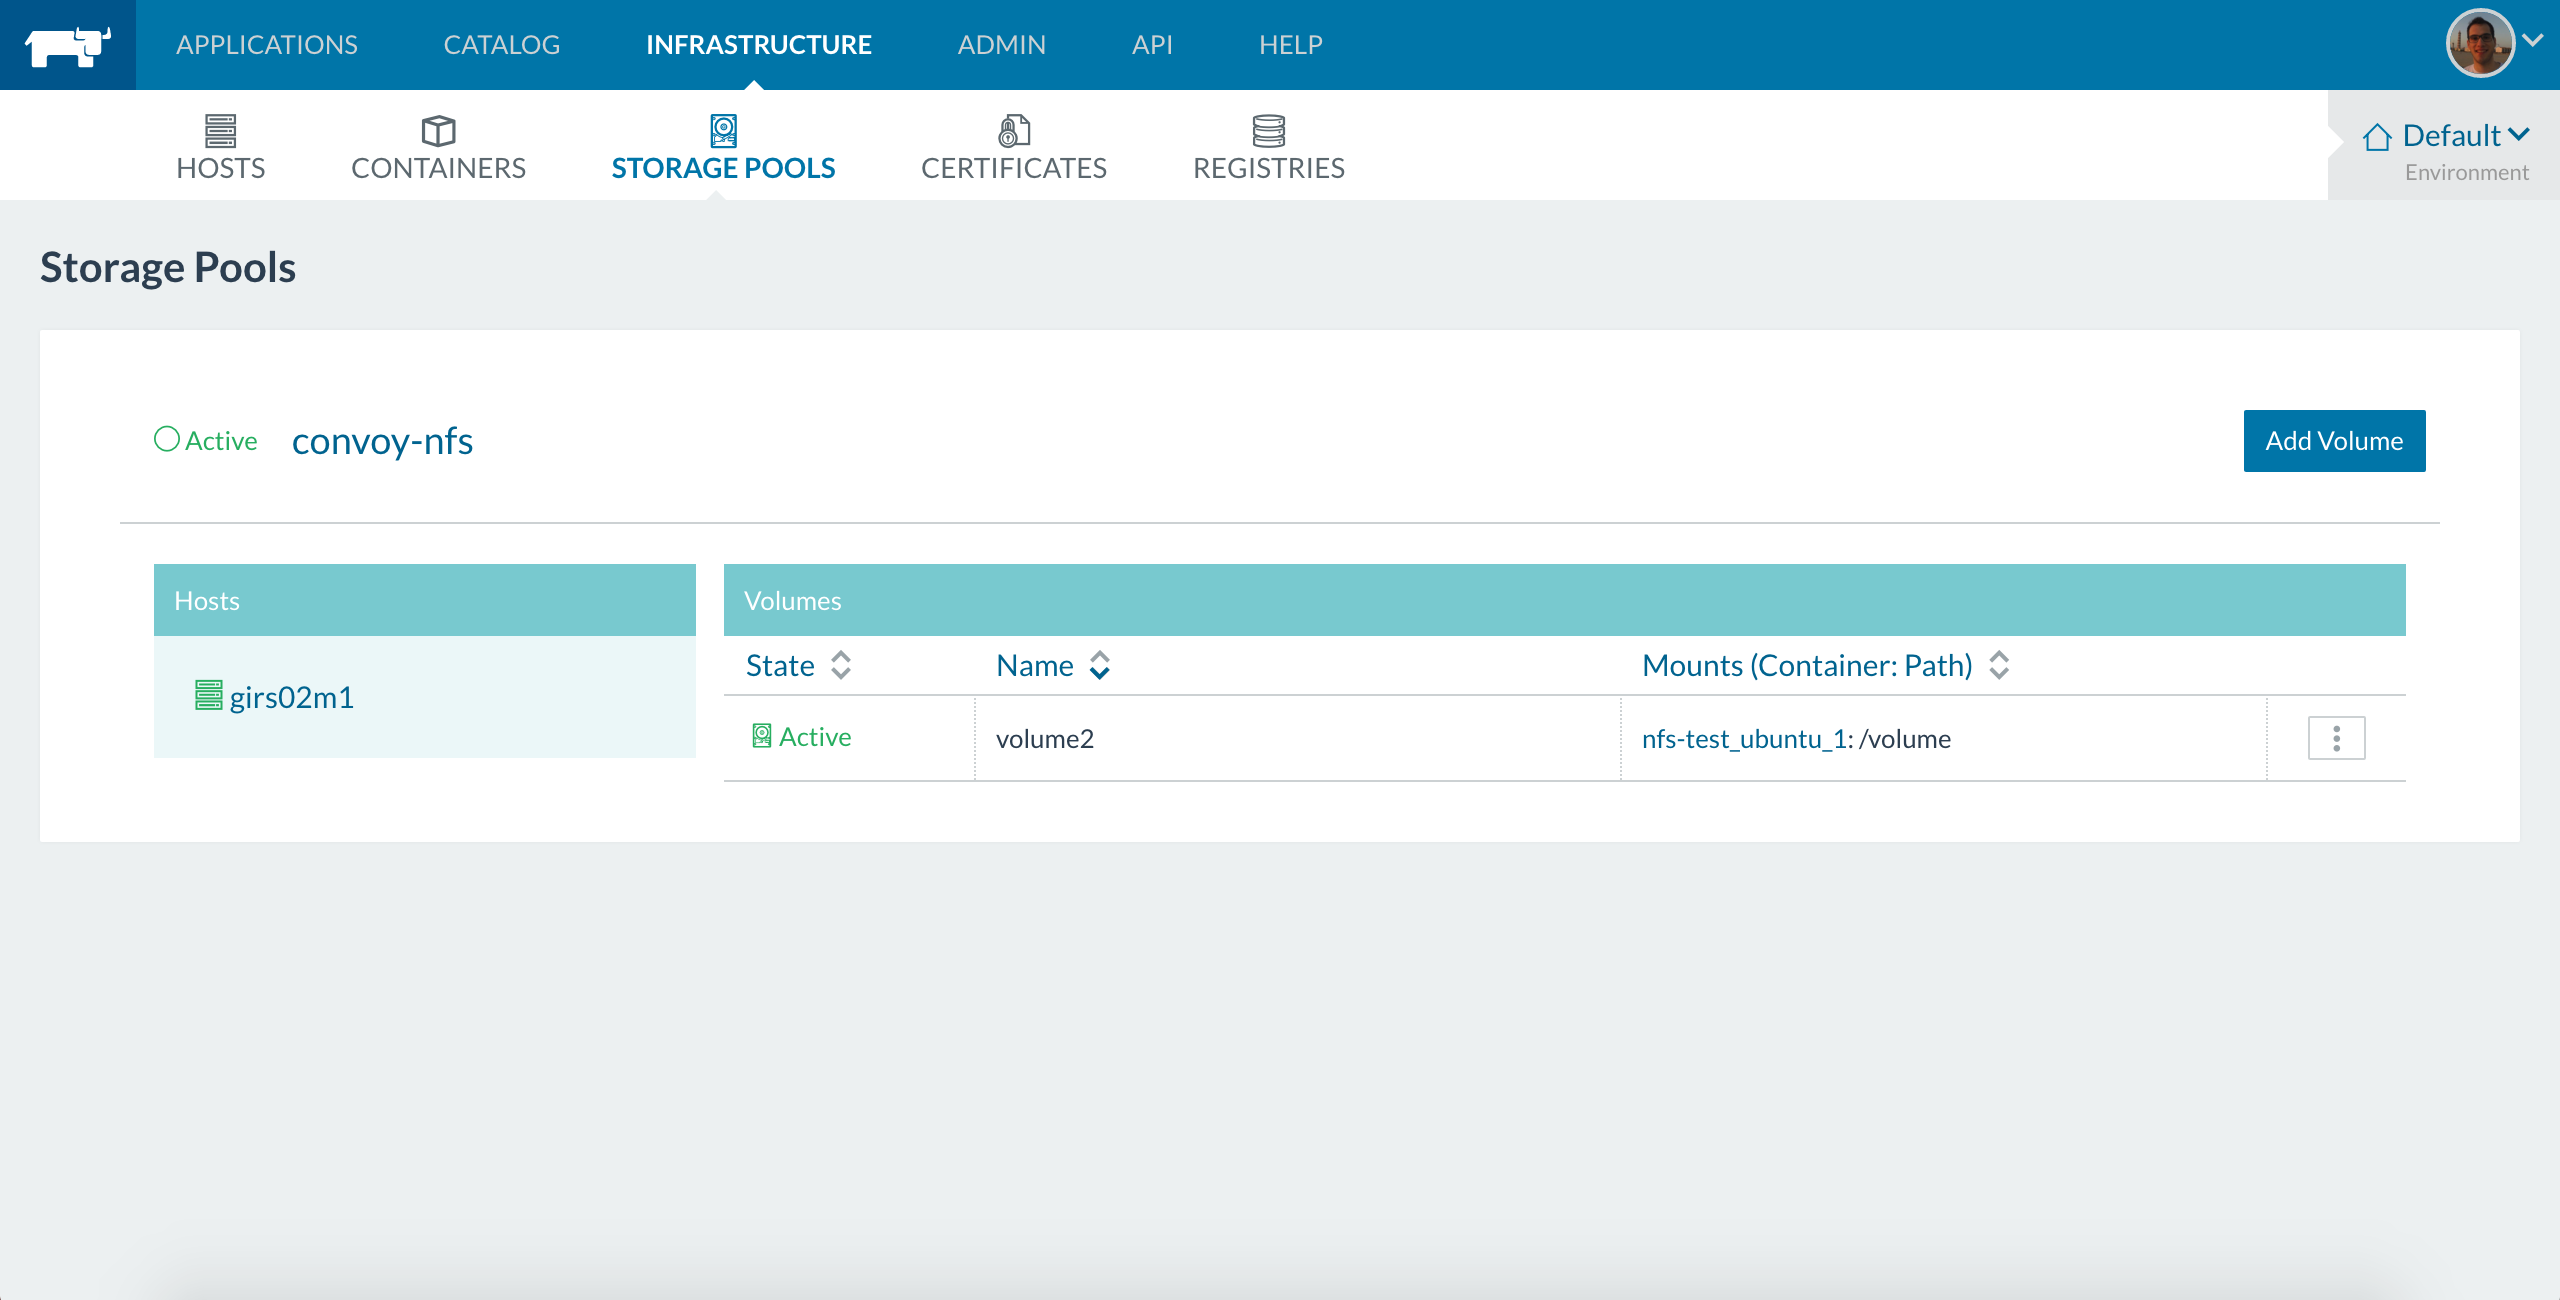 APPLICATIONS CATALOG INFRASTRUCTURE ADMIN API HELP
HOSTS CONTAINERS STORAGE POOLS CERTIFICATES REGISTRIES
Default
Environment
Storage Pools
Active convoy-nfs Add Volume
Hosts Volumes
State Name Mounts (Container: Path)
girs02m1
Active volume2 nfs-test_ubuntu_1: /volume